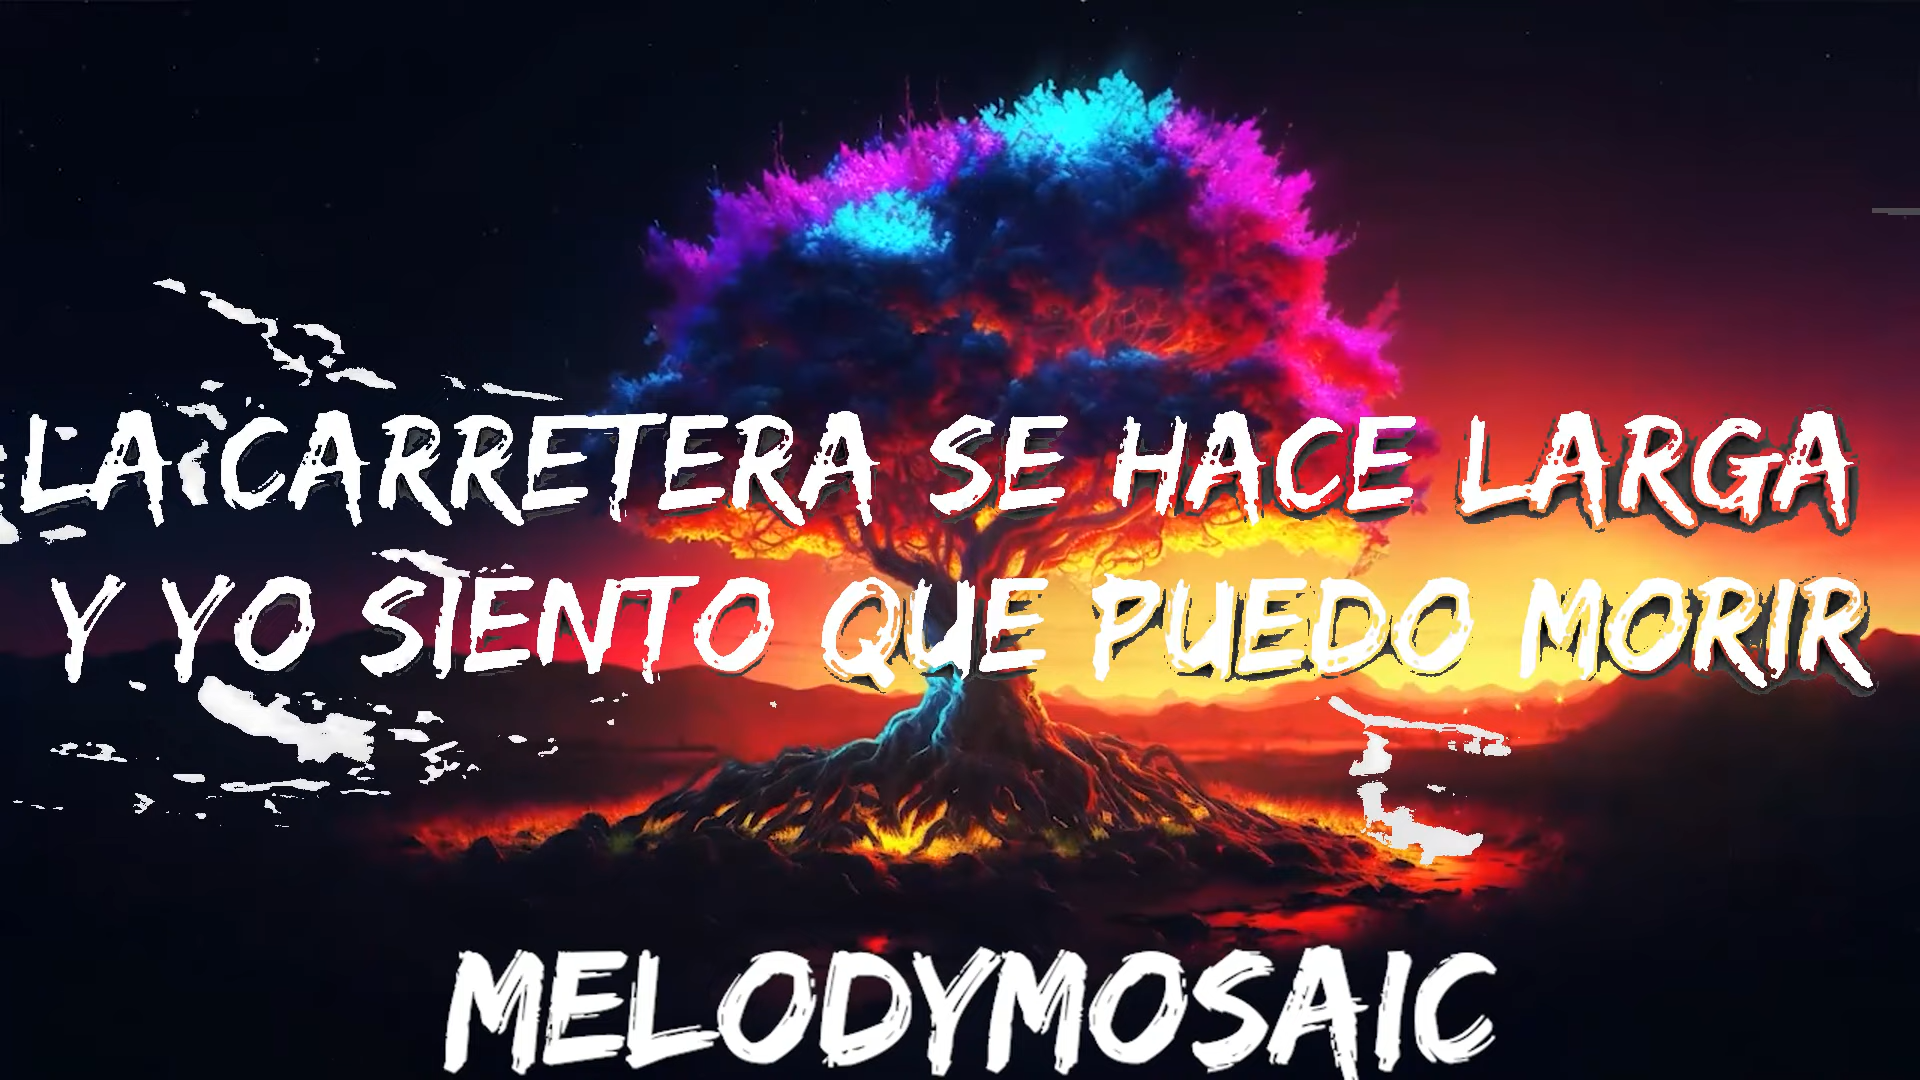 LA CARRETERA SE HACE LARGA
Y YO SIENTO QUE PUEDO MORIR
MELODYMOSAIC